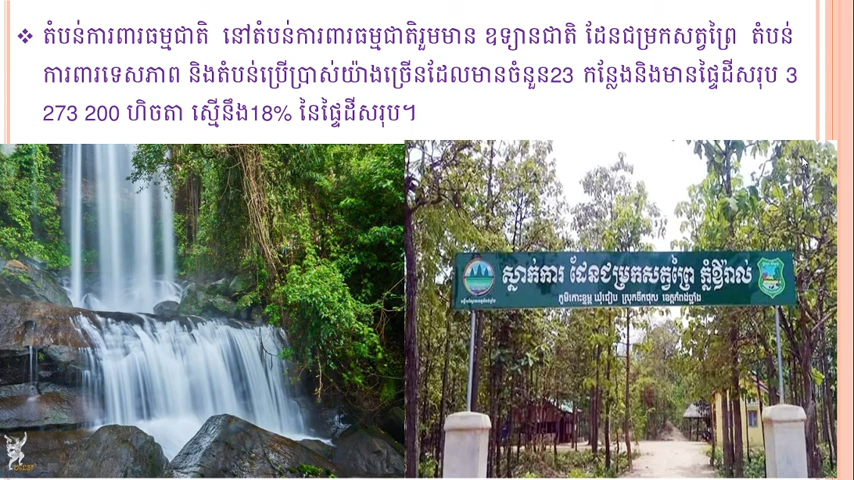 ❖ តំបន់ការពារធម្មជាតិ នៅតំបន់ការពារធម្មជាតិរួមមាន ឧទ្យានជាតិ ដែនជម្រកសត្វព្រៃ តំបន់
ការពារទេសភាព និងតំបន់ប្រើប្រាស់យ៉ាងច្រើនដែលមានចំនួន23 កន្លែងនិងមានផ្ទៃដីសរុប 3
273 200 ហិចតា ស្មើនឹង18% នៃផ្ទៃដីសរុប។
ស្នាក់ការ ដែនជម្រកសត្វព្រៃ ភ្នំឱរ៉ាល់